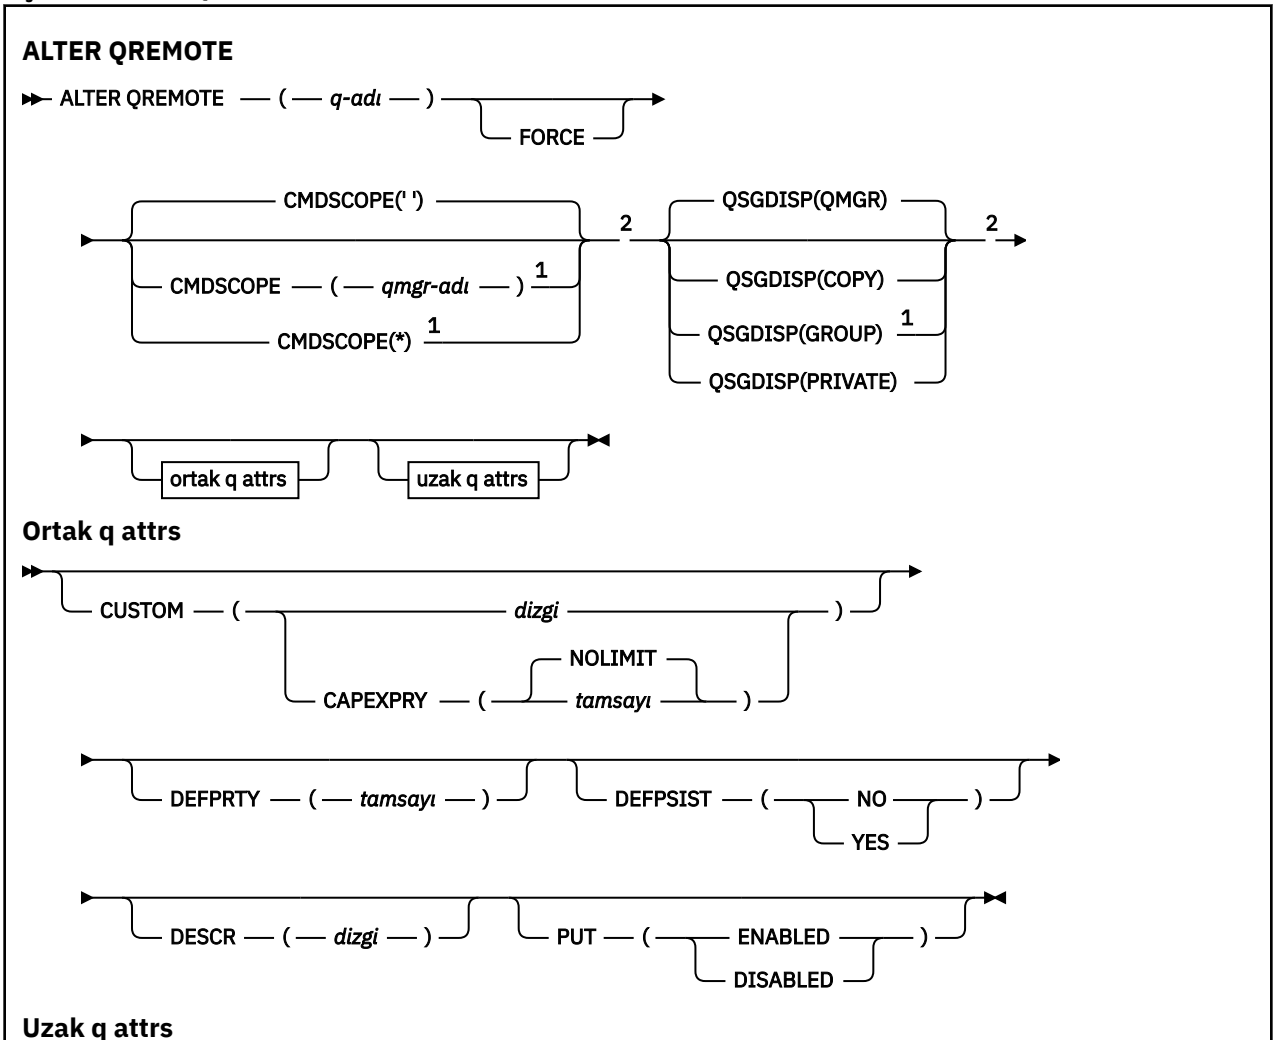 ALTER QREMOTE
ALTER QREMOTE ( q-adı )
FORCE
CMDSCOPE(' ')
2
CMDSCOPE ( qmgr-adı ) 1
CMDSCOPE(*) 1
QSGDISP(QMGR)
2
QSGDISP(COPY)
QSGDISP(GROUP) 1
QSGDISP(PRIVATE)
ortak q attrs
uzak q attrs
Ortak q attrs
CUSTOM ( dizgi )
NOLIMIT
CAPEXPRY ( tamsayı )
DEFPRTY ( tamsayı )
DEFPSIST ( NO )
YES
DESCR ( dizgi )
PUT ( ENABLED )
DISABLED
Uzak q attrs